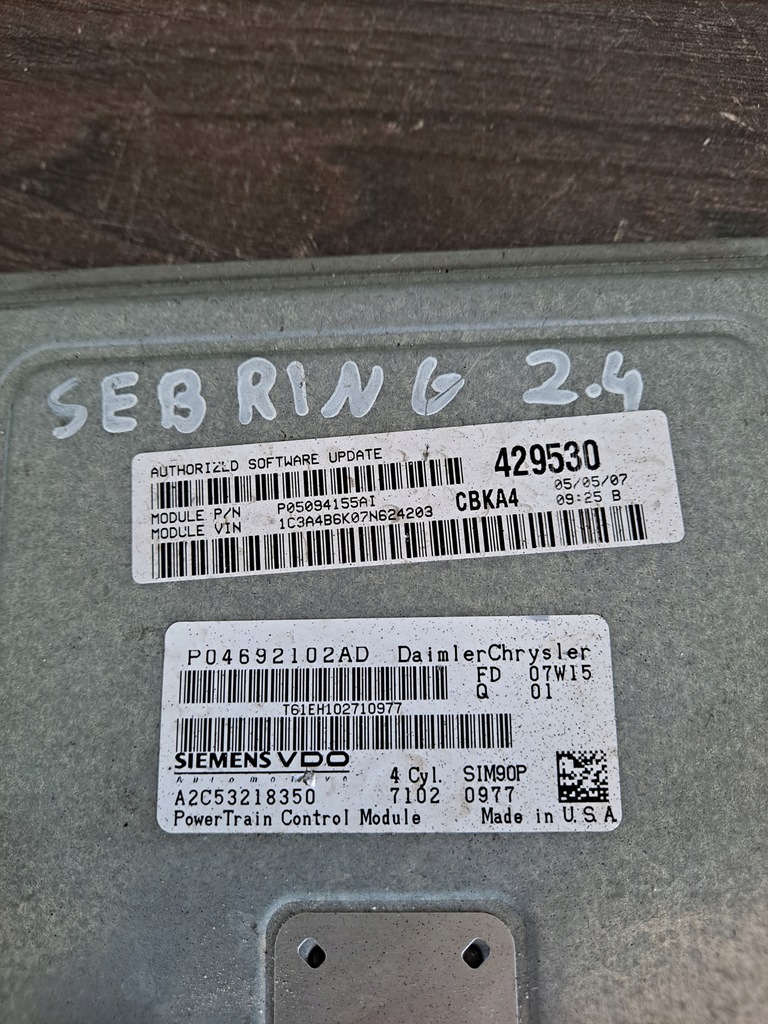 SEBRING 2.4
AUTHORIZED SOFTWARE UPDATE 429530
MODULE P/N P05094155AI CBKA4 05/05/07
MODULE VIN 1C3A4B6K07N624203 09:25 B
P04692102AD DaimlerChrysler
FD 07W15
Q 01
T61EH102710977
SIEMENS VDO
Automotive
4 Cyl. SIM90P
A2C53218350 7102 0977
PowerTrain Control Module Made in U.S.A